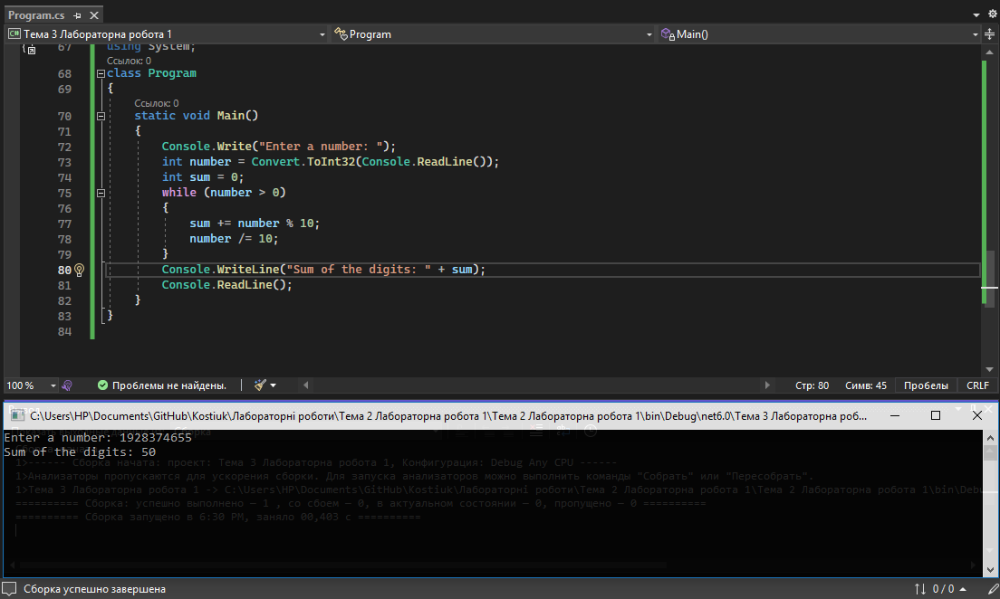 Program.cs
C# Тема 3 Лабораторна робота 1 Program Main()
67 using System;
Ссылок: 0
68 class Program
69 {
Ссылок: 0
70 static void Main()
71 {
72 Console.Write("Enter a number: ");
73 int number = Convert.ToInt32(Console.ReadLine());
74 int sum = 0;
75 while (number > 0)
76 {
77 sum += number % 10;
78 number /= 10;
79 }
80 Console.WriteLine("Sum of the digits: " + sum);
81 Console.ReadLine();
82 }
83 }
84
100 % Проблемы не найдены. Стр: 80 Симв: 45 Пробелы CRLF
C:\Users\HP\Documents\GitHub\Kostiuk\Лабораторні роботи\Тема 2 Лабораторна робота 1\Тема 2 Лабораторна робота 1\bin\Debug\net6.0\Тема 3 Лабораторна роб...
Enter a number: 1928374655
Sum of the digits: 50
1>------ Сборка начата: проект: Тема 3 Лабораторна робота 1, Конфигурация: Debug Any CPU ------
1>Анализаторы пропускаются для ускорения сборки. Для запуска анализаторов можно выполнить команды "Собрать" или "Пересобрать".
1>Тема 3 Лабораторна робота 1 -> C:\Users\HP\Documents\GitHub\Kostiuk\Лабораторні роботи\Тема 2 Лабораторна робота 1\Тема 2 Лабораторна робота 1\bin\Debu
========== Сборка: успешно выполнено — 1 , со сбоем — 0, в актуальном состоянии — 0, пропущено — 0 ==========
========== Сборка запущено в 6:30 PM, заняло 00,403 с ==========
Сборка успешно завершена 0 / 0